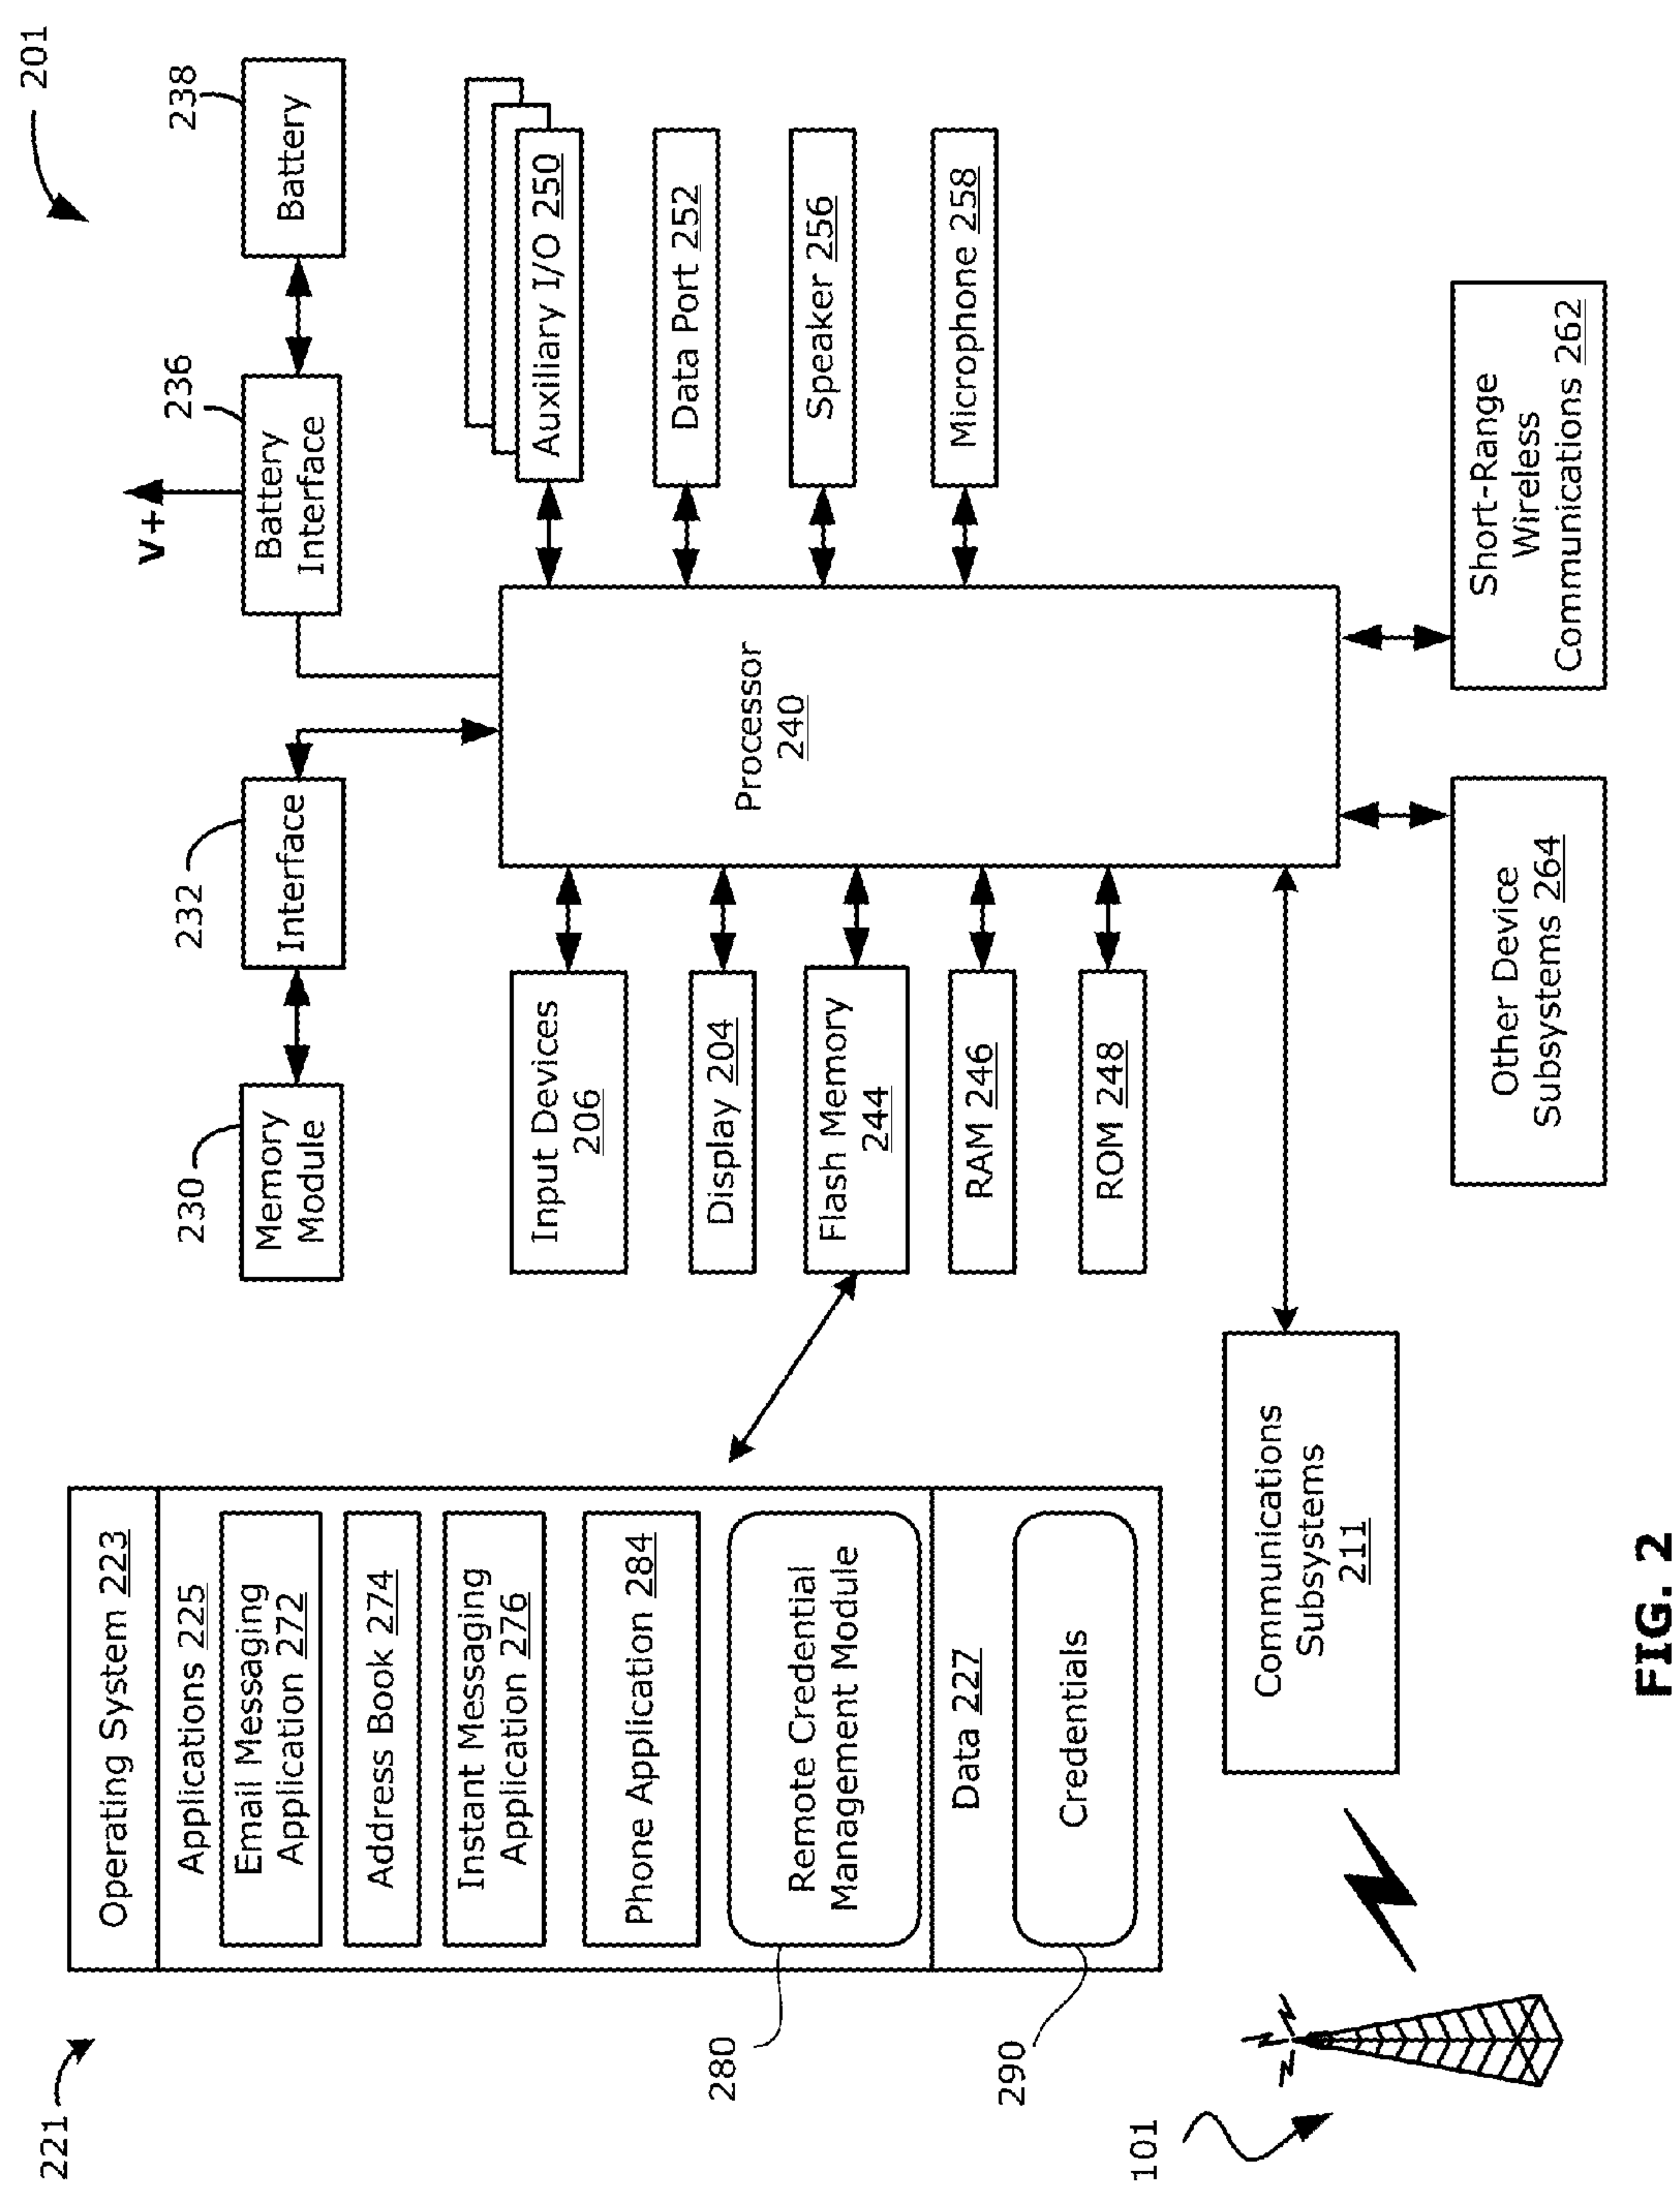 201
221
Operating System 223
Applications 225
Email Messaging
Application 272
Address Book 274
Instant Messaging
Application 276
Phone Application 284
Remote Credential
Management Module
280
Data 227
Credentials
290
230
Memory
Module
232
Interface
V+
236
Battery
Interface
238
Battery
Input Devices
206
Display 204
Flash Memory
244
RAM 246
ROM 248
Processor
240
Auxiliary I/O 250
Data Port 252
Speaker 256
Microphone 258
101
Communications
Subsystems
211
Other Device
Subsystems 264
Short-Range
Wireless
Communications 262
FIG. 2